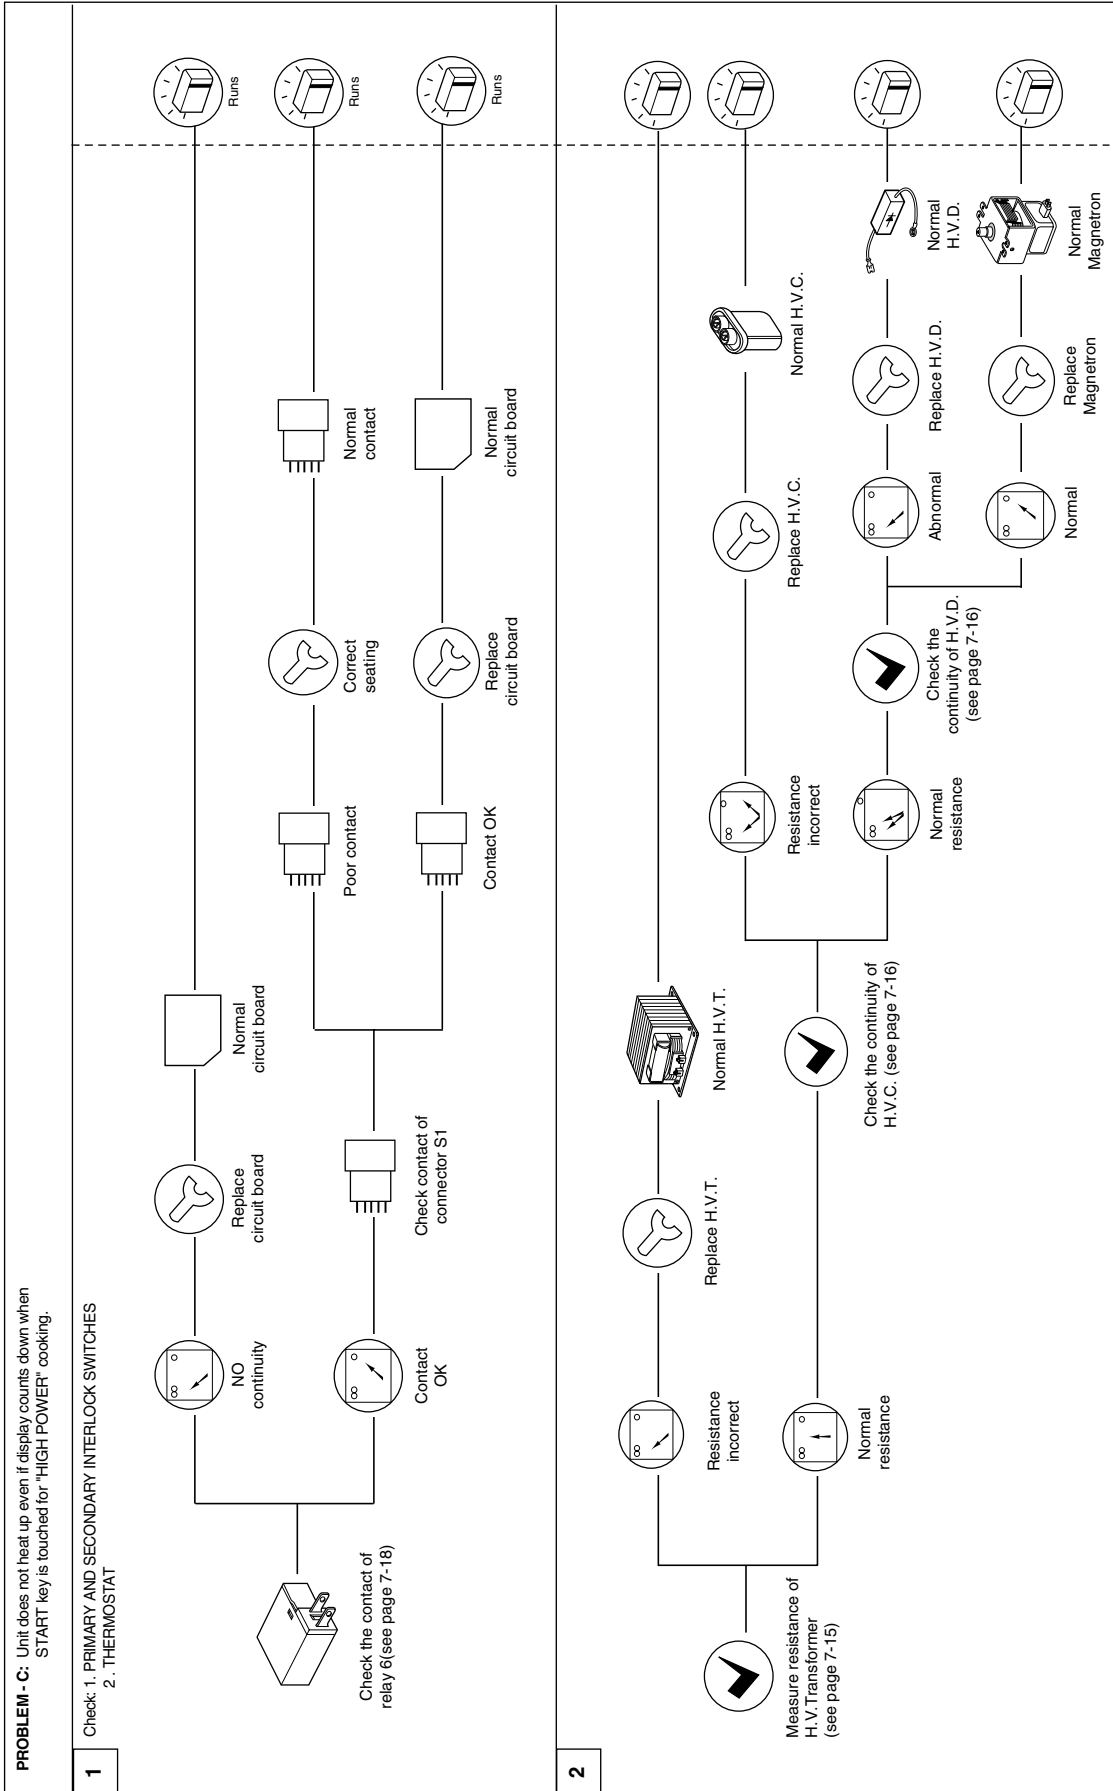 PROBLEM - C: Unit does not heat up even if display counts down when
START key is touched for "HIGH POWER" cooking.
1
Check: 1. PRIMARY AND SECONDARY INTERLOCK SWITCHES
2 . THERMOSTAT
Check the contact of
relay 6(see page 7-18)
NO
continuity
Replace
circuit board
Normal
circuit board
Runs
Contact
OK
Check contact of
connector S1
Poor contact
Correct
seating
Normal
contact
Runs
Contact OK
Replace
circuit board
Normal
circuit board
Runs
2
Measure resistance of
H.V.Transformer
(see page 7-15)
Resistance
incorrect
Replace H.V.T.
Normal H.V.T.
Normal
resistance
Check the continuity of
H.V.C. (see page 7-16)
Resistance
incorrect
Replace H.V.C.
Normal H.V.C.
Normal
resistance
Check the
continuity of H.V.D.
(see page 7-16)
Abnormal
Replace H.V.D.
Normal
H.V.D.
Normal
Replace
Magnetron
Normal
Magnetron